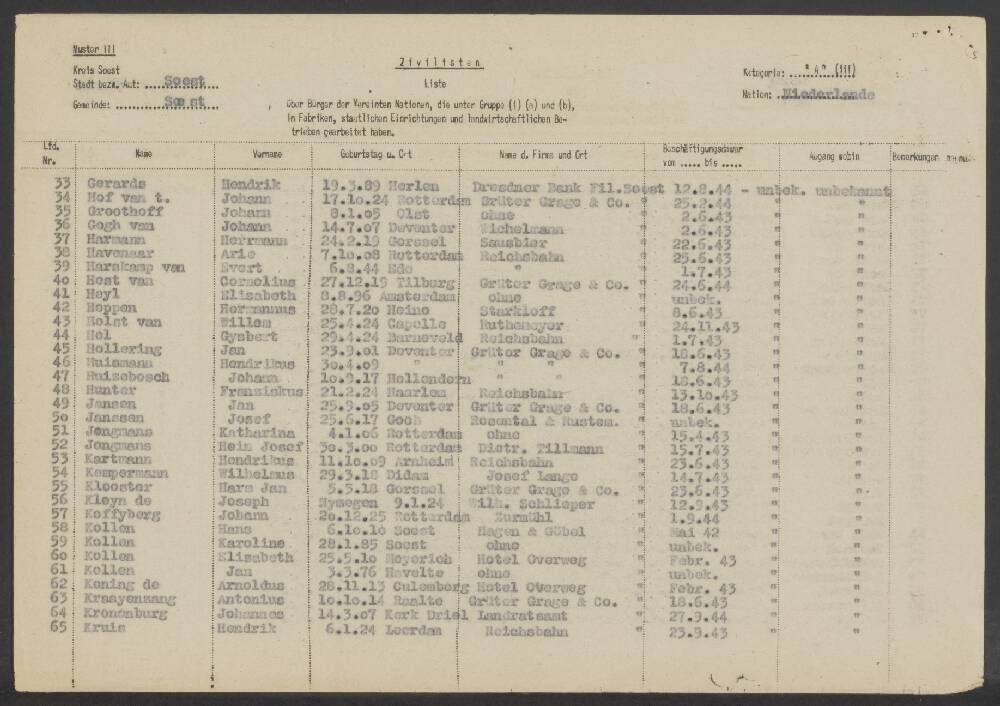 Muster III
Zivilisten
Kreis Soest
Stadt bezw. Amt: Soest
Liste
Kategorie: "A" (III)
Gemeinde: Soest
Nation: Niederlande
über Bürger der Vereinten Nationen, die unter Gruppe (i) (a) und (b),
in Fabriken, staatlichen Einrichtungen und landwirtschaftlichen Be-
trieben gearbeitet haben.
Lfd. Nr. Name Vorname Geburtstag u. Ort Name d. Firma und Ort Beschäftigungsdauer von ..... bis ..... Abgang wohin Bemerkungen
33 Gerards Hendrik 19.3.89 Herlen Dresdner Bank Fil.Soest 12.8.44 - unbek. unbekannt
34 Hof van t. Johann 17.10.24 Rotterdam Grüter Grage & Co. " 25.2.44 " "
35 Groothoff Johann 8.1.05 Olst ohne " 2.6.43 " "
36 Gogh van Johann 14.7.07 Deventer Wichelmann " 2.6.43 " "
37 Harmann Herrmann 24.2.19 Gorssel Sausbier " 22.6.43 " "
38 Havenaar Arie 7.10.08 Rotterdam Reichsbahn " 25.6.43 " "
39 Harskamp van Evert 6.8.44 Ede " " 1.7.43 " "
40 Hest van Cornelius 27.12.19 Tilburg Grüter Grage & Co. " 24.6.44 " "
41 Heyl Elisabeth 8.8.96 Amsterdam ohne unbek. " "
42 Heppen Hermannus 28.7.20 Heino Starkloff " 8.6.43 " "
43 Holst van Willem 25.4.24 Capelle Ruthemeyer " 24.11.43 " "
44 Hol Gysbert 29.4.24 Barneveld Reichsbahn " 1.7.43 " "
45 Hollering Jan 23.9.01 Deventer Grüter Grage & Co. " 18.6.43 " "
46 Huismann Hendrikus 30.4.09 " " " 7.8.44 " "
47 Huizebosch Johann 10.9.17 Hellendorn " " 18.6.43 " "
48 Hunter Franziskus 21.2.24 Haarlem Reichsbahn " 13.10.43 " "
49 Jansen Jan 25.9.05 Deventer Grüter Grage & Co. " 18.6.43 " "
50 Janssen Josef 25.6.17 Goch Rosental & Rustem. " unbek. " "
51 Jongmans Katharina 4.1.06 Rotterdam ohne " 15.4.43 " "
52 Jongmans Hein Josef 30.3.00 Rotterdam Dietr. Tillmann " 15.7.43 " "
53 Kartmann Hendrikus 11.10.09 Arnheim Reichsbahn " 23.6.43 " "
54 Kempermann Wilhelmus 29.3.18 Didam Josef Lange " 14.7.43 " "
55 Klooster Harm Jan 5.5.18 Gorssel Grüter Grage & Co. " 23.6.43 " "
56 Kleyn de Joseph Nymegen 9.1.24 Wilh. Schlieper " 12.9.43 " "
57 Koffyberg Johann 20.12.25 Rotterdam Zurmühl " 1.9.44 " "
58 Kollen Hans 6.10.10 Soest Hagen & Göbel " Mai 42 " "
59 Kollen Karoline 28.1.85 Soest ohne " unbek. " "
60 Kollen Elisabeth 25.5.10 Meyerich Hotel Overweg " Febr. 43 " "
61 Kollen Jan 3.3.76 Havelte ohne " unbek. " "
62 Koning de Arnoldus 28.11.13 Culemborg Hotel Overweg " Febr. 43 " "
63 Kraayenzang Antonius 10.10.14 Raalte Grüter Grage & Co. " 18.6.43 " "
64 Kronenburg Johannes 14.3.07 Kerk Driel Landratsamt " 27.9.44 " "
65 Kruis Hendrik 6.1.24 Leerdam Reichsbahn " 23.9.43 " "